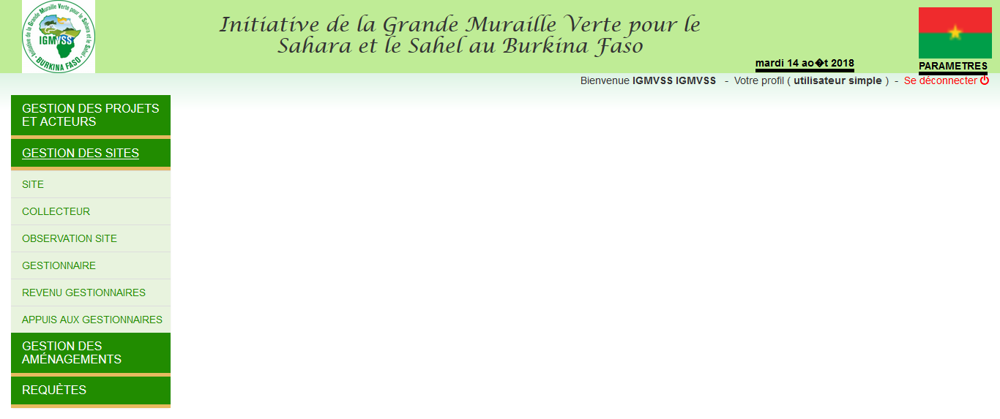 Initiative de la Grande Muraille Verte pour le Sahara et le Sahel
IGMVSS
BURKINA FASO
Initiative de la Grande Muraille Verte pour le
Sahara et le Sahel au Burkina Faso
mardi 14 ao�t 2018
PARAMETRES
Bienvenue IGMVSS IGMVSS - Votre profil ( utilisateur simple ) - Se déconnecter
GESTION DES PROJETS
ET ACTEURS
GESTION DES SITES
SITE
COLLECTEUR
OBSERVATION SITE
GESTIONNAIRE
REVENU GESTIONNAIRES
APPUIS AUX GESTIONNAIRES
GESTION DES
AMÉNAGEMENTS
REQUÊTES